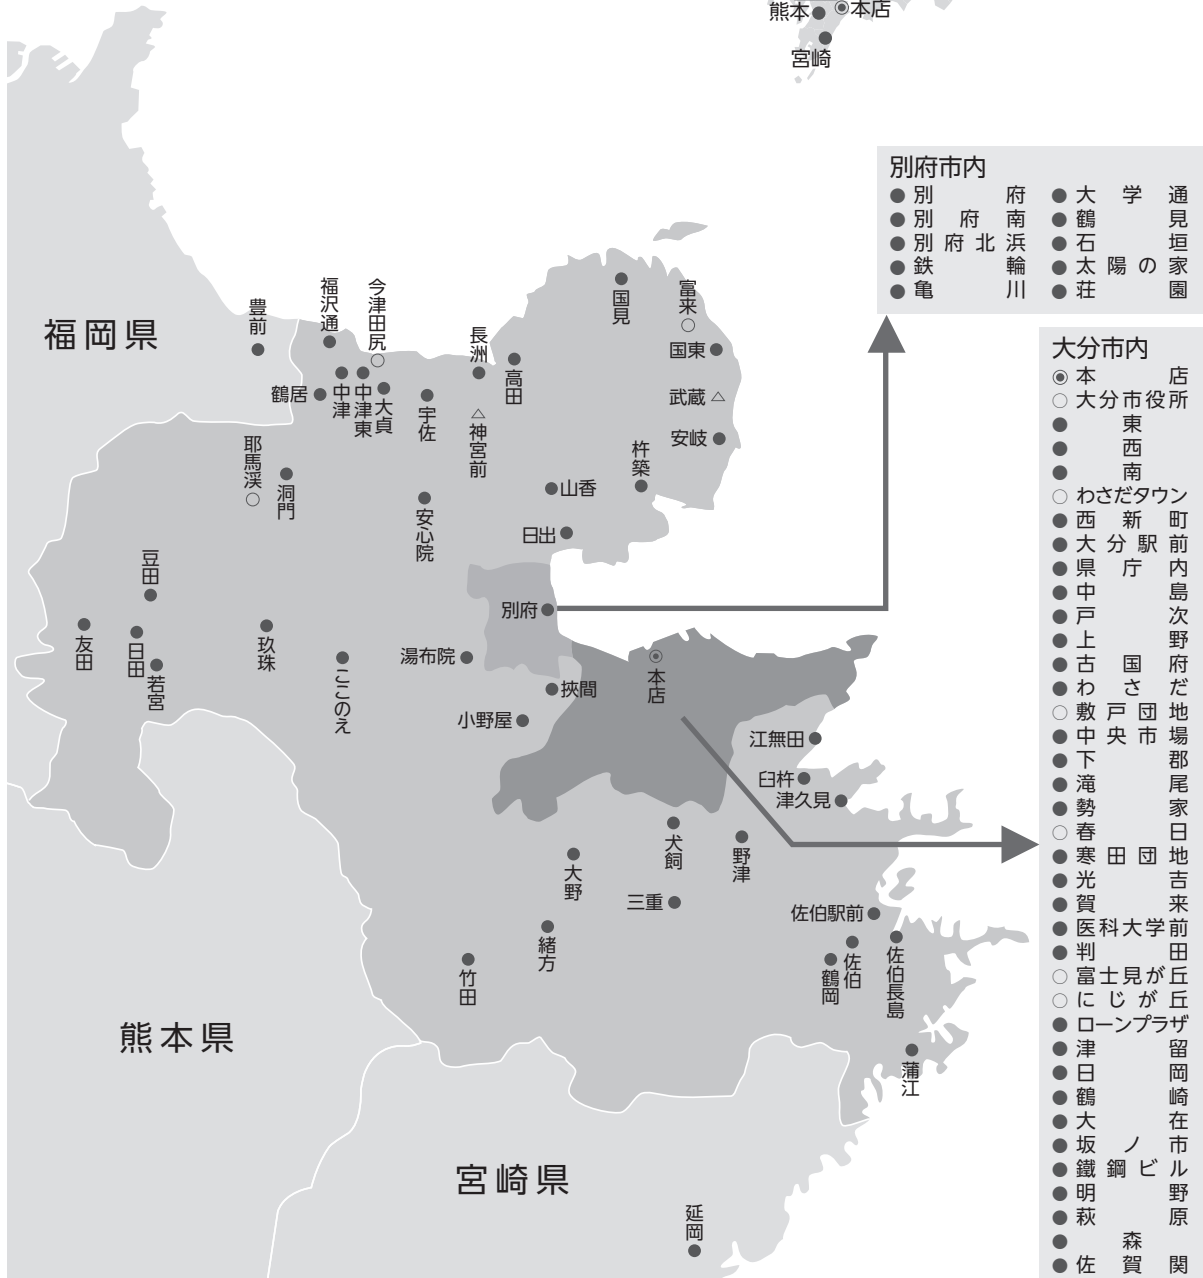 熊本● ◎本店
宮崎
別府市内
● 別府
● 別府南
● 別府北浜
● 鉄輪
● 亀川
● 大学通
● 鶴見
● 石垣
● 太陽の家
● 荘園
大分市内
◎ 本店
○ 大分市役所
● 東
● 西
● 南
○ わさだタウン
● 西新町
● 大分駅前
● 県庁内
● 中島
● 戸次
● 上野
● 古国府
● わさだ
○ 敷戸団地
● 中央市場
● 下郡
● 滝尾
● 勢家
○ 春日
● 寒田団地
● 光吉
● 賀来
● 医科大学前
● 判田
○ 富士見が丘
○ にじが丘
● ローンプラザ
● 津留
● 日岡
● 鶴崎
● 大在
● 坂ノ市
● 鐵鋼ビル
● 明野
● 萩原
● 森
● 佐賀関
福岡県
豊前
福沢通
今津田尻○
鶴居
中津
中津東
大貞
宇佐
長洲
△神宮前
高田
国見
富来○
国東
武蔵 △
安岐
杵築
山香
日出
耶馬渓○
洞門
安心院
豆田
友田
日田
若宮
玖珠
ここのえ
別府
湯布院
挾間
小野屋
◎本店
江無田
臼杵
津久見
犬飼
野津
大野
三重
緒方
竹田
佐伯駅前
佐伯
鶴岡
佐伯長島
蒲江
熊本県
宮崎県
延岡